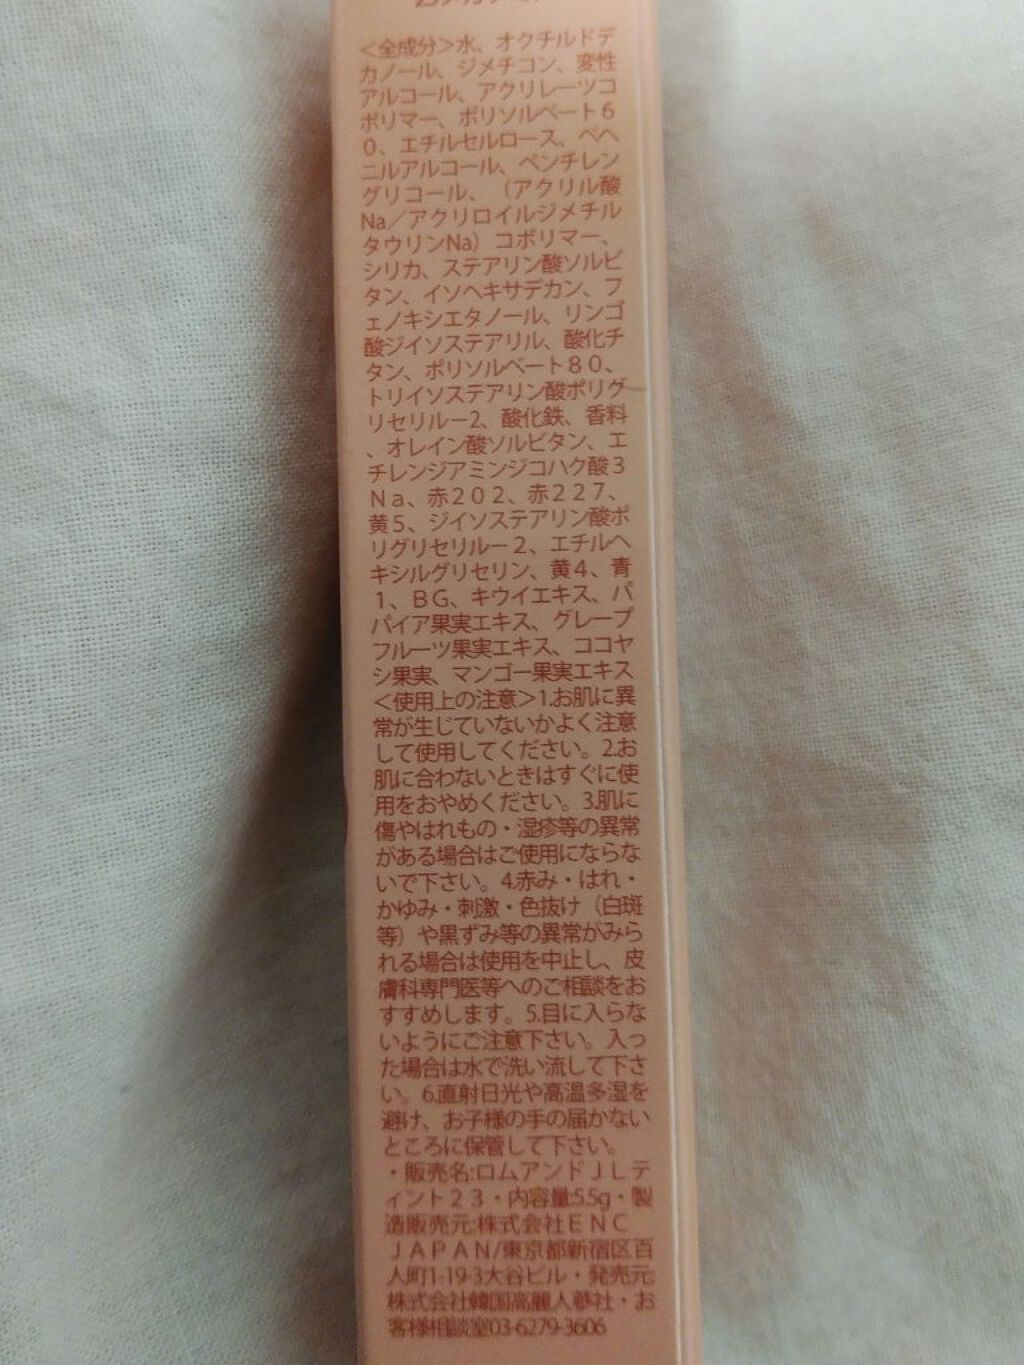 ＜全成分＞水、オクチルドデ
カノール、ジメチコン、変性
アルコール、アクリレーツコ
ポリマー、ポリソルベート６
０、エチルセルロース、ベヘ
ニルアルコール、ペンチレン
グリコール、（アクリル酸
Na／アクリロイルジメチル
タウリンNa）コポリマー、
シリカ、ステアリン酸ソルビ
タン、イソヘキサデカン、フ
ェノキシエタノール、リンゴ
酸ジイソステアリル、酸化チ
タン、ポリソルベート８０、
トリイソステアリン酸ポリグ
リセリルー2、酸化鉄、香料
、オレイン酸ソルビタン、エ
チレンジアミンジコハク酸３
Ｎａ、赤２０２、赤２２７、
黄５、ジイソステアリン酸ポ
リグリセリルー２、エチルヘ
キシルグリセリン、黄４、青
１、ＢＧ、キウイエキス、パ
パイア果実エキス、グレープ
フルーツ果実エキス、ココヤ
シ果実、マンゴー果実エキス
＜使用上の注意＞1.お肌に異
常が生じていないかよく注意
して使用してください。2.お
肌に合わないときはすぐに使
用をおやめください。3.肌に
傷やはれもの・湿疹等の異常
がある場合はご使用にならな
いで下さい。4.赤み・はれ・
かゆみ・刺激・色抜け（白斑
等）や黒ずみ等の異常がみら
れる場合は使用を中止し、皮
膚科専門医等へのご相談をお
すすめします。5.目に入らな
いようにご注意下さい。入っ
た場合は水で洗い流して下さ
い。6.直射日光や高温多湿を
避け、お子様の手の届かない
ところに保管して下さい。
・販売名:ロムアンドＪＬテ
ィント２３・内容量:5.5g・製
造販売元:株式会社ＥＮＣ
ＪＡＰＡＮ/東京都新宿区百
人町1-19-3大谷ビル・発売元:
株式会社韓国高麗人蔘社・お
客様相談室03-6279-3606